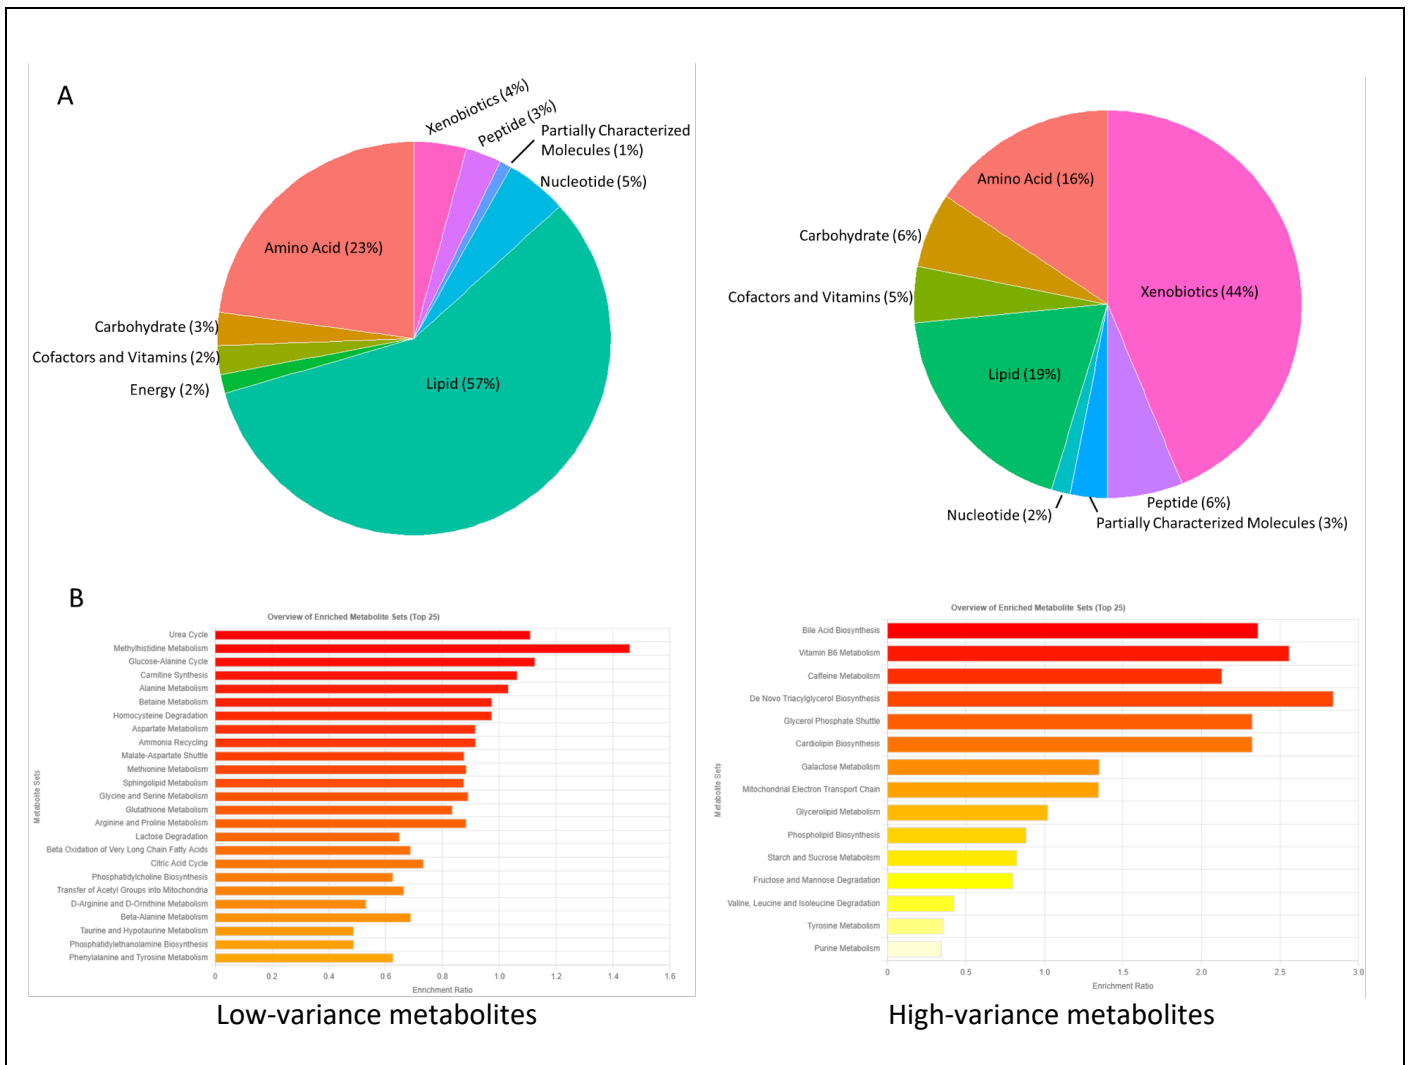 A
Xenobiotics (4%)
Peptide (3%)
Partially Characterized
Molecules (1%)
Nucleotide (5%)
Amino Acid (23%)
Carbohydrate (3%)
Cofactors and Vitamins (2%)
Energy (2%)
Lipid (57%)
Amino Acid (16%)
Carbohydrate (6%)
Cofactors and Vitamins (5%)
Xenobiotics (44%)
Lipid (19%)
Nucleotide (2%)
Peptide (6%)
Partially Characterized Molecules (3%)
B
Overview of Enriched Metabolite Sets (Top 25)
Metabolite Sets
Urea Cycle
Methylhistidine Metabolism
Glucose-Alanine Cycle
Carnitine Synthesis
Alanine Metabolism
Betaine Metabolism
Homocysteine Degradation
Aspartate Metabolism
Ammonia Recycling
Malate-Aspartate Shuttle
Methionine Metabolism
Sphingolipid Metabolism
Glycine and Serine Metabolism
Glutathione Metabolism
Arginine and Proline Metabolism
Lactose Degradation
Beta Oxidation of Very Long Chain Fatty Acids
Citric Acid Cycle
Phosphatidylcholine Biosynthesis
Transfer of Acetyl Groups into Mitochondria
D-Arginine and D-Ornithine Metabolism
Beta-Alanine Metabolism
Taurine and Hypotaurine Metabolism
Phosphatidylethanolamine Biosynthesis
Phenylalanine and Tyrosine Metabolism
0 0.2 0.4 0.6 0.8 1.0 1.2 1.4 1.6
Enrichment Ratio
Low-variance metabolites
Overview of Enriched Metabolite Sets (Top 25)
Metabolite Sets
Bile Acid Biosynthesis
Vitamin B6 Metabolism
Caffeine Metabolism
De Novo Triacylglycerol Biosynthesis
Glycerol Phosphate Shuttle
Cardiolipin Biosynthesis
Galactose Metabolism
Mitochondrial Electron Transport Chain
Glycerolipid Metabolism
Phospholipid Biosynthesis
Starch and Sucrose Metabolism
Fructose and Mannose Degradation
Valine, Leucine and Isoleucine Degradation
Tyrosine Metabolism
Purine Metabolism
0 0.5 1.0 1.5 2.0 2.5 3.0
Enrichment Ratio
High-variance metabolites